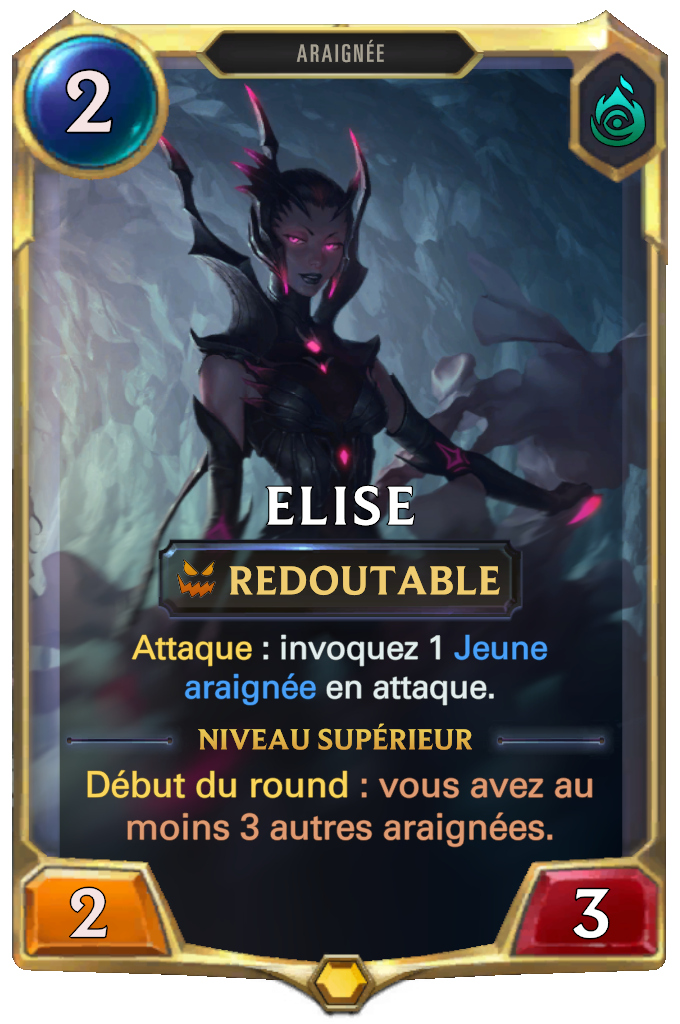 ARAIGNÉE
2
ELISE
REDOUTABLE
Attaque : invoquez 1 Jeune
araignée en attaque.
NIVEAU SUPÉRIEUR
Début du round : vous avez au
moins 3 autres araignées.
2
3